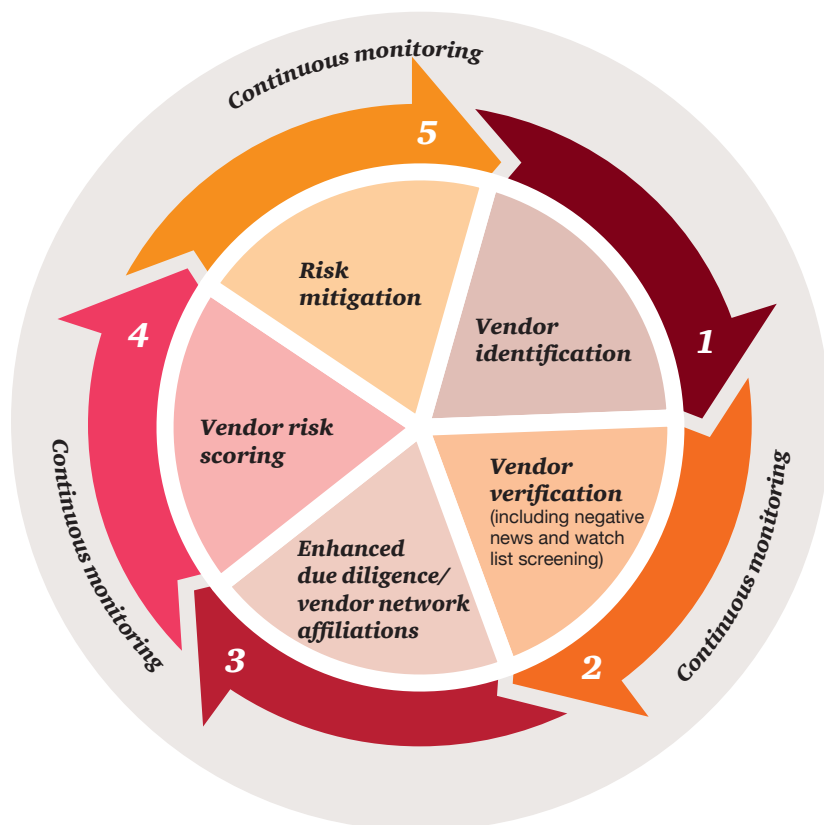 Continuous monitoring
5
1
Risk
mitigation
Vendor
identification
4
Vendor risk
scoring
Vendor
verification
(including negative
news and watch
list screening)
Enhanced
due diligence/
vendor network
affiliations
3
2
Continuous monitoring
Continuous monitoring